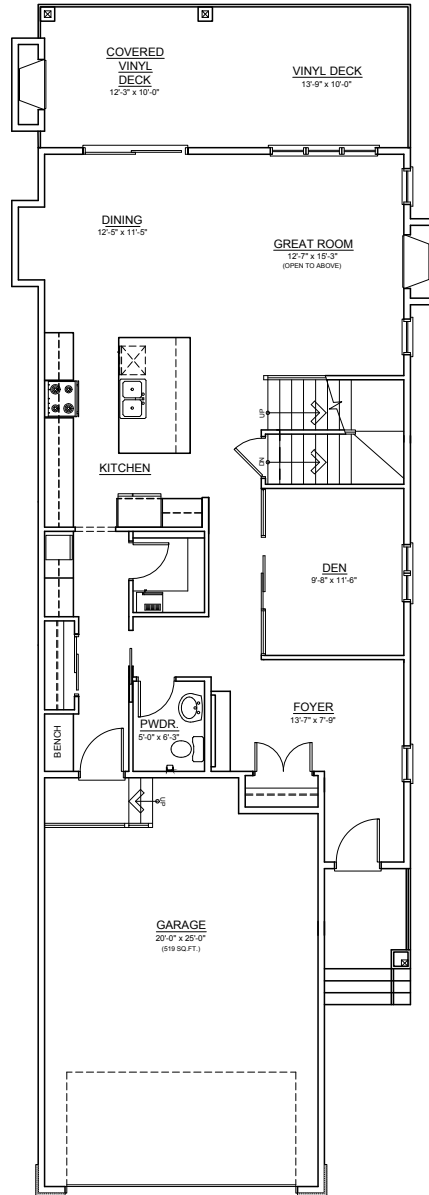 COVERED
VINYL
DECK
12'-3" x 10'-0"
VINYL DECK
13'-9" x 10'-0"
DINING
12'-5" x 11'-5"
GREAT ROOM
12'-7" x 15'-3"
(OPEN TO ABOVE)
UP
DN
KITCHEN
DEN
9'-8" x 11'-6"
FOYER
13'-7" x 7'-9"
PWDR.
5'-0" x 6'-3"
BENCH
UP
GARAGE
20'-0" x 25'-0"
(519 SQ.FT.)